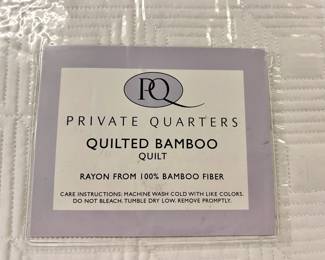 PQ
PRIVATE QUARTERS
QUILTED BAMBOO
QUILT
RAYON FROM 100% BAMBOO FIBER
CARE INSTRUCTIONS: MACHINE WASH COLD WITH LIKE COLORS.
DO NOT BLEACH. TUMBLE DRY LOW. REMOVE PROMPTLY.